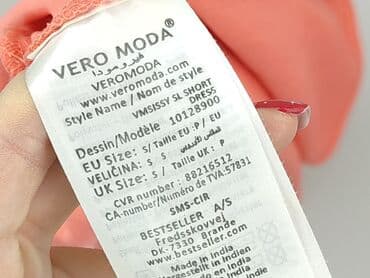 VERO MODA®
فيرو مودا
VEROMODA
www.veromoda.com
Style Name / Nom de style
VMSISSY SL SHORT
DRESS
Dessin/Modèle 10128900
EU Size: S/ Taille EU :P / EU
VELIČINA: S
UK Size: S / Taille UK : P
CVR number : 88216512
CA-number/Numéro de TVA:57831
SMS-CIR
BESTSELLER A/S
Fredsskovvej
DK-7330 Brande
www.bestseller.com
Made in India